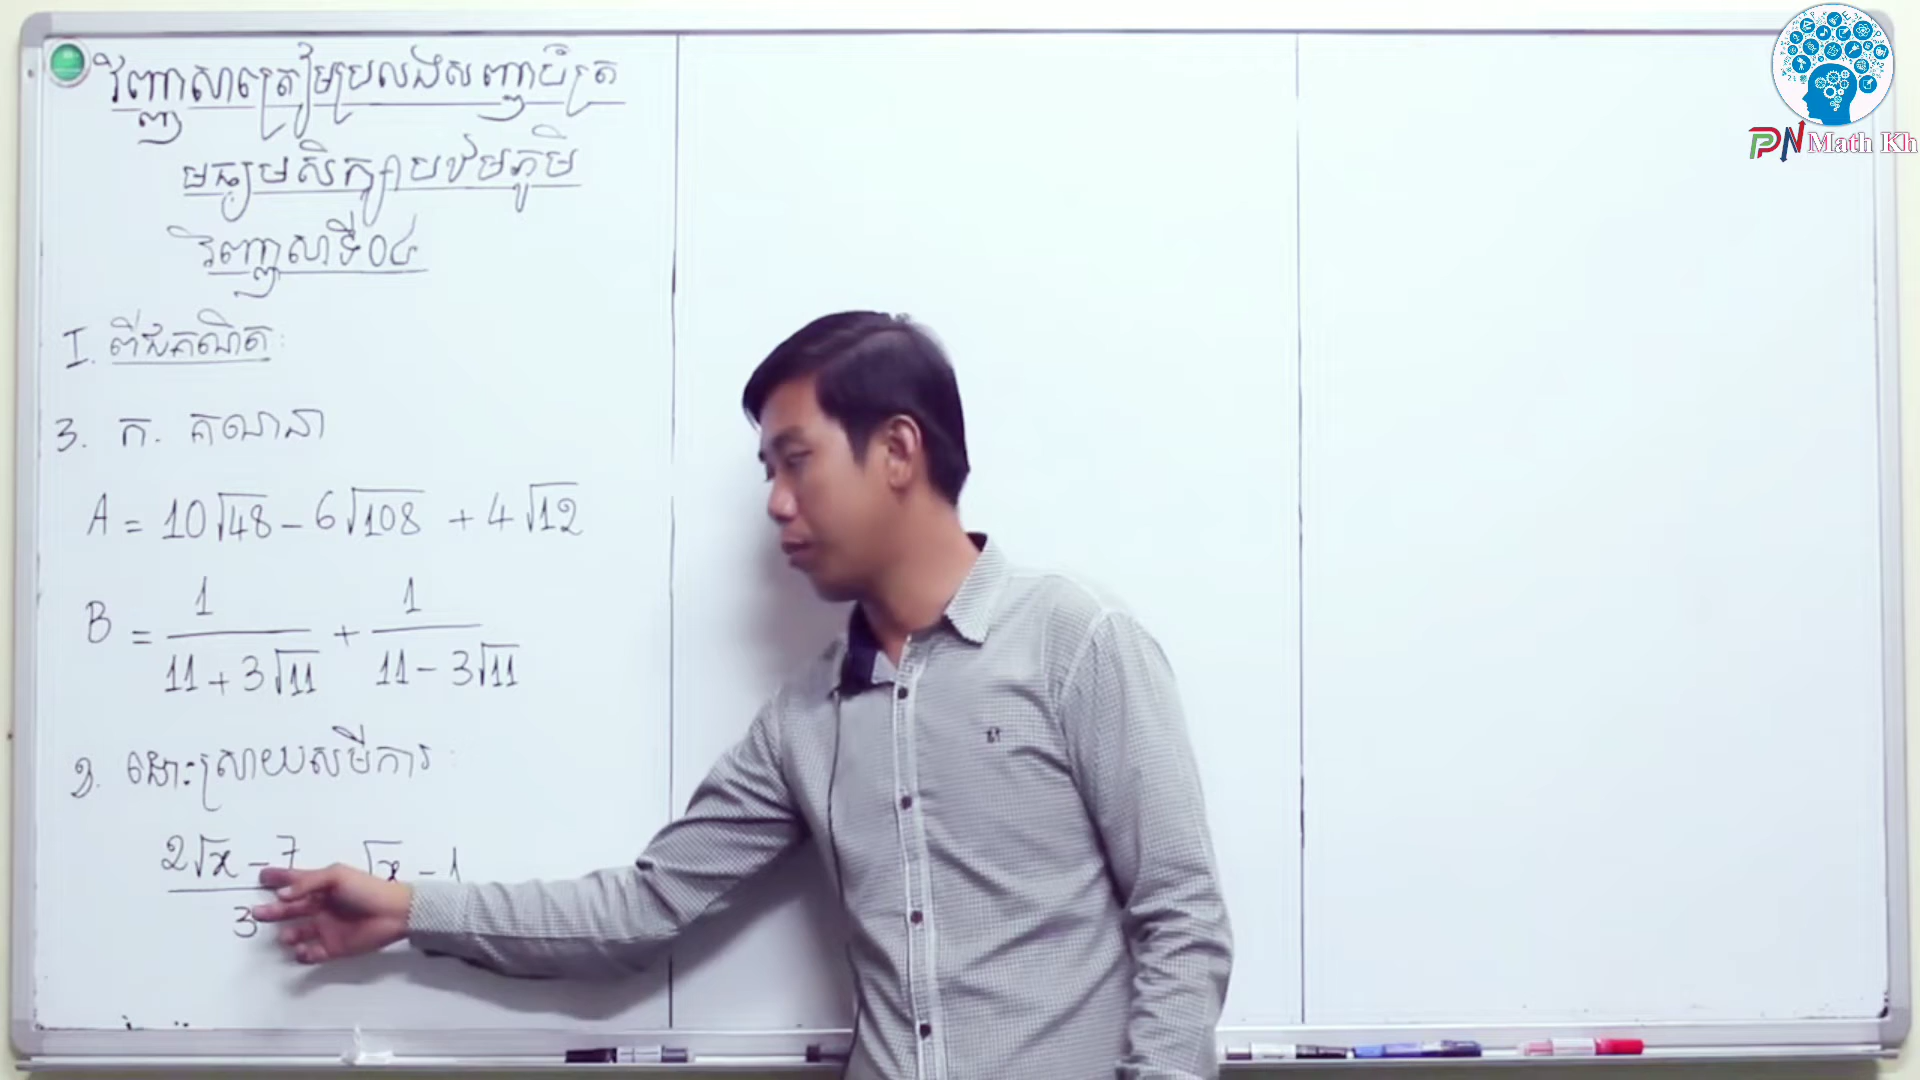 វិញ្ញាសាត្រៀមប្រលងសញ្ញាបត្រ
មធ្យមសិក្សាបឋមភូមិ
វិញ្ញាសាទី០៤
I. ពីជគណិត:
3. ក. គណនា
A = 10√48 - 6√108 + 4√12
B = 1/(11 + 3√11) + 1/(11 - 3√11)
ខ. ដោះស្រាយសមីការ :
2√x - 7 √x - 1
3
PN Math Kh